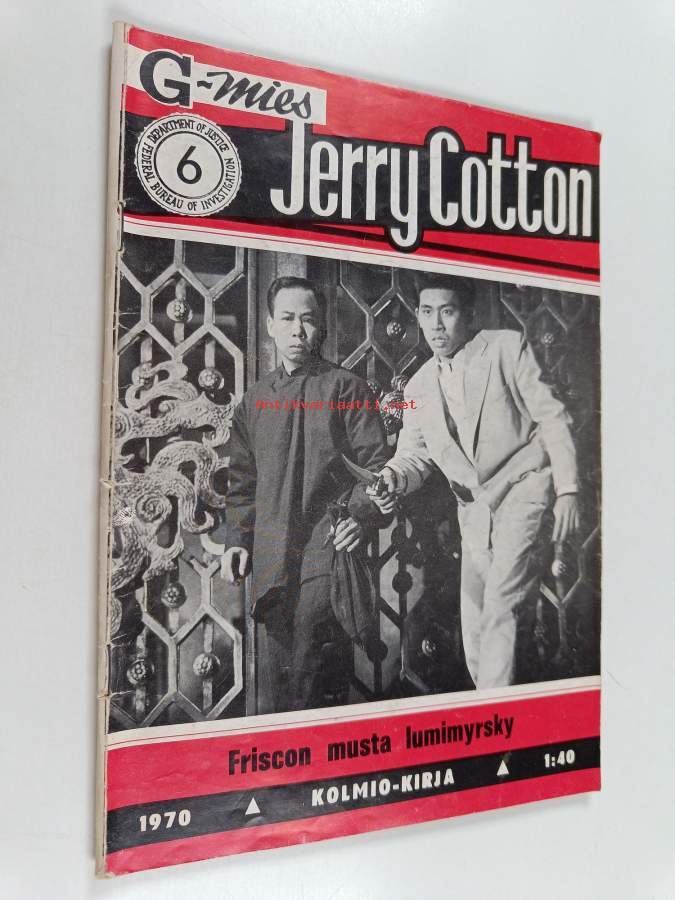 G-mies
DEPARTMENT OF JUSTICE
6
FEDERAL BUREAU OF INVESTIGATION
Jerry Cotton
Antikvariaatti.net
Friscon musta lumimyrsky
1970 KOLMIO-KIRJA 1:40